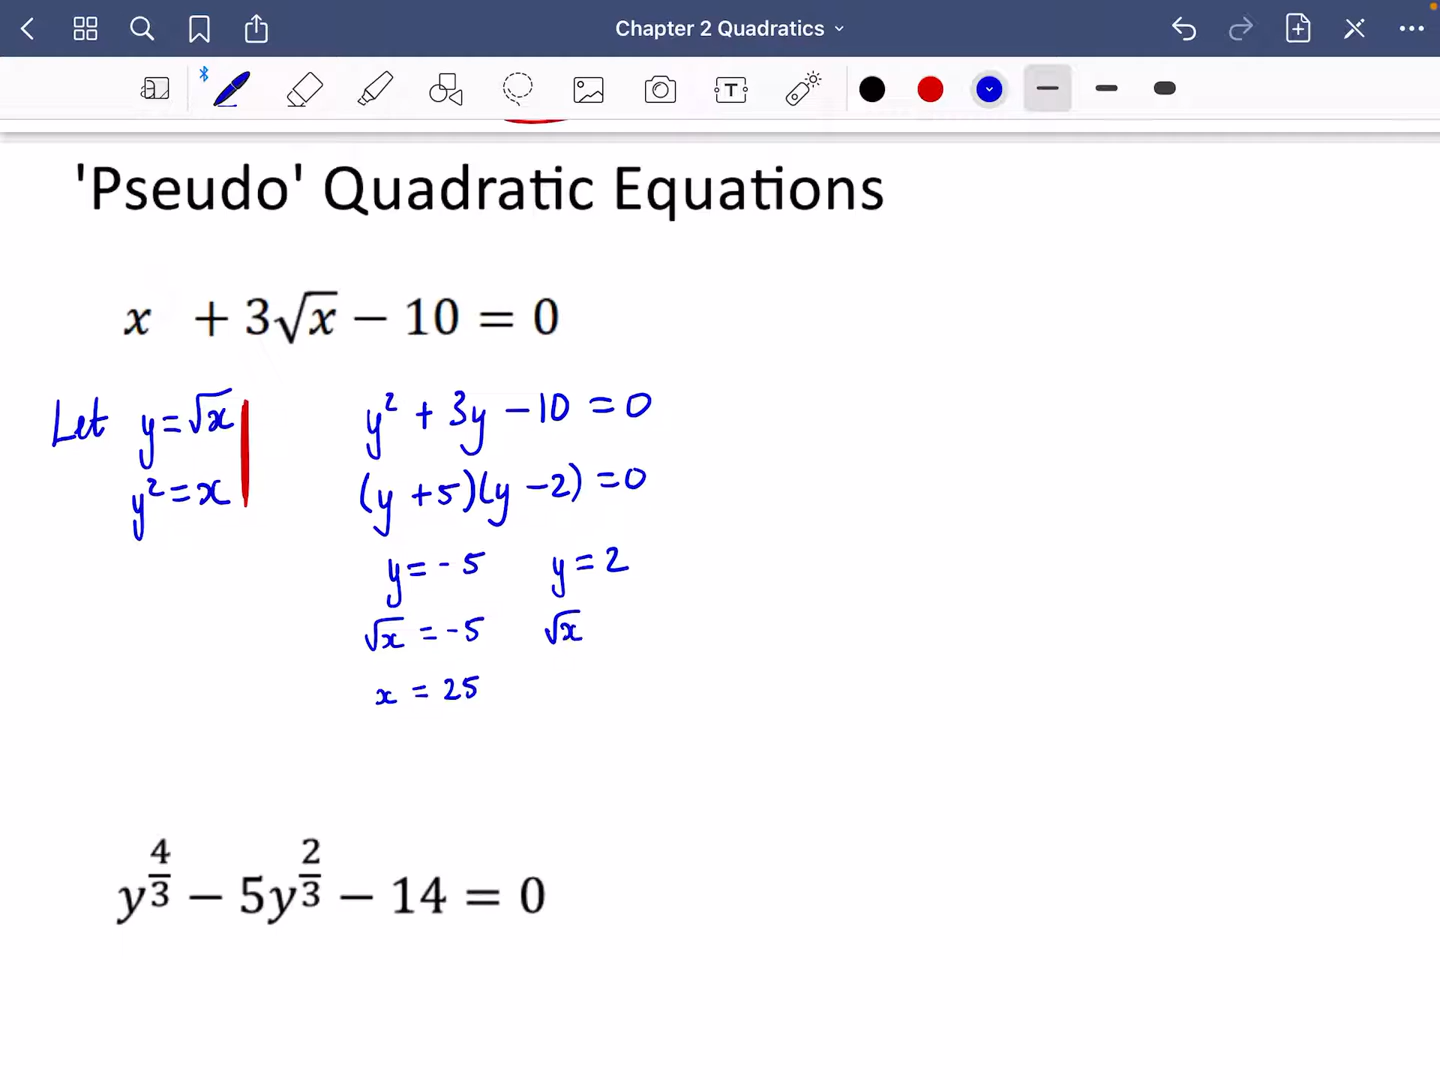 Chapter 2 Quadratics
'Pseudo' Quadratic Equations
x + 3√x − 10 = 0
Let y = √x
y² = x
y² + 3y − 10 = 0
(y + 5)(y − 2) = 0
y = −5 y = 2
√x = −5 √x
x = 25
y^(4/3) − 5y^(2/3) − 14 = 0